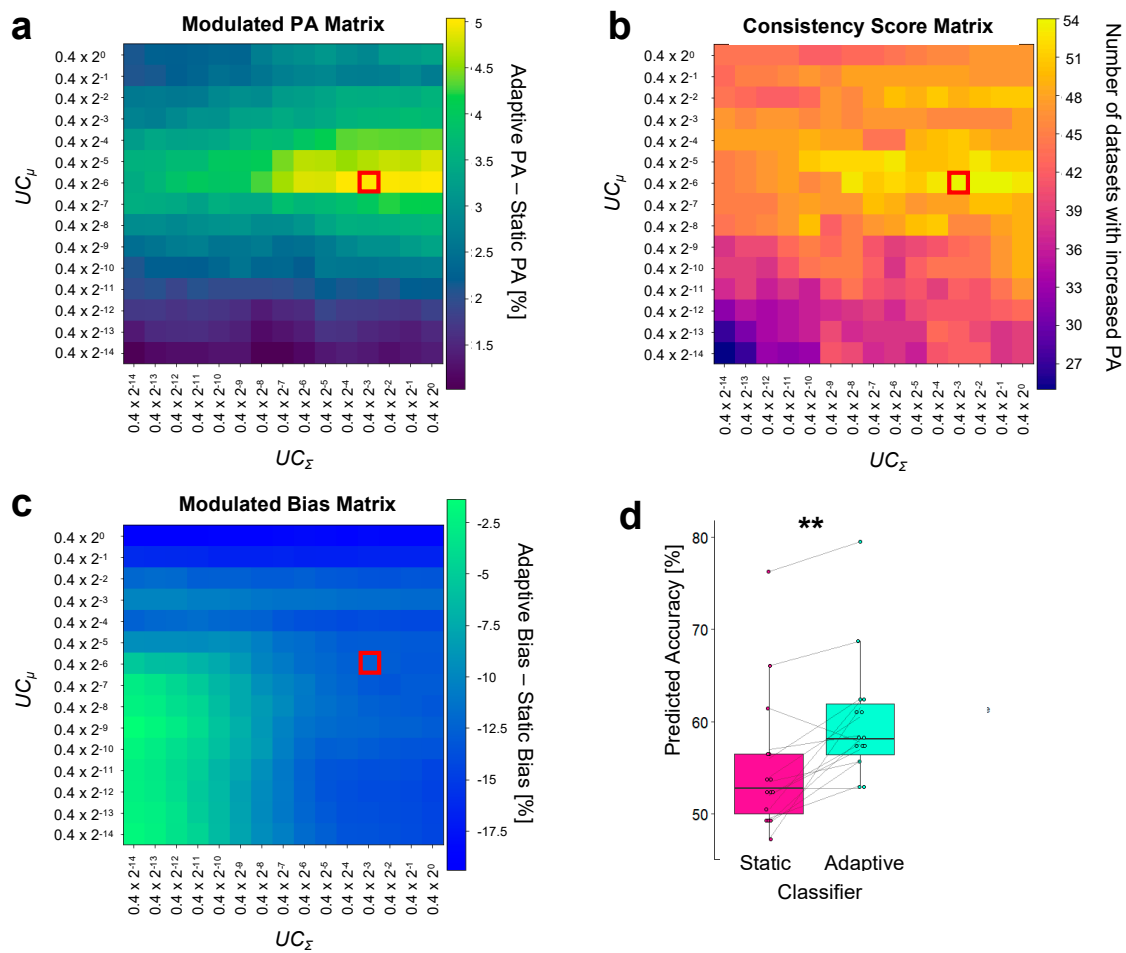 a
Modulated PA Matrix
UCμ
0.4 x 2⁰
0.4 x 2⁻¹
0.4 x 2⁻²
0.4 x 2⁻³
0.4 x 2⁻⁴
0.4 x 2⁻⁵
0.4 x 2⁻⁶
0.4 x 2⁻⁷
0.4 x 2⁻⁸
0.4 x 2⁻⁹
0.4 x 2⁻¹⁰
0.4 x 2⁻¹¹
0.4 x 2⁻¹²
0.4 x 2⁻¹³
0.4 x 2⁻¹⁴
0.4 x 2⁻¹⁴
0.4 x 2⁻¹³
0.4 x 2⁻¹²
0.4 x 2⁻¹¹
0.4 x 2⁻¹⁰
0.4 x 2⁻⁹
0.4 x 2⁻⁸
0.4 x 2⁻⁷
0.4 x 2⁻⁶
0.4 x 2⁻⁵
0.4 x 2⁻⁴
0.4 x 2⁻³
0.4 x 2⁻²
0.4 x 2⁻¹
0.4 x 2⁰
UCΣ
5
4.5
4
3.5
3
2.5
2
1.5
Adaptive PA – Static PA [%]
b
Consistency Score Matrix
UCμ
0.4 x 2⁰
0.4 x 2⁻¹
0.4 x 2⁻²
0.4 x 2⁻³
0.4 x 2⁻⁴
0.4 x 2⁻⁵
0.4 x 2⁻⁶
0.4 x 2⁻⁷
0.4 x 2⁻⁸
0.4 x 2⁻⁹
0.4 x 2⁻¹⁰
0.4 x 2⁻¹¹
0.4 x 2⁻¹²
0.4 x 2⁻¹³
0.4 x 2⁻¹⁴
0.4 x 2⁻¹⁴
0.4 x 2⁻¹³
0.4 x 2⁻¹²
0.4 x 2⁻¹¹
0.4 x 2⁻¹⁰
0.4 x 2⁻⁹
0.4 x 2⁻⁸
0.4 x 2⁻⁷
0.4 x 2⁻⁶
0.4 x 2⁻⁵
0.4 x 2⁻⁴
0.4 x 2⁻³
0.4 x 2⁻²
0.4 x 2⁻¹
0.4 x 2⁰
UCΣ
54
51
48
45
42
39
36
33
30
27
Number of datasets with increased PA
c
Modulated Bias Matrix
UCμ
0.4 x 2⁰
0.4 x 2⁻¹
0.4 x 2⁻²
0.4 x 2⁻³
0.4 x 2⁻⁴
0.4 x 2⁻⁵
0.4 x 2⁻⁶
0.4 x 2⁻⁷
0.4 x 2⁻⁸
0.4 x 2⁻⁹
0.4 x 2⁻¹⁰
0.4 x 2⁻¹¹
0.4 x 2⁻¹²
0.4 x 2⁻¹³
0.4 x 2⁻¹⁴
0.4 x 2⁻¹⁴
0.4 x 2⁻¹³
0.4 x 2⁻¹²
0.4 x 2⁻¹¹
0.4 x 2⁻¹⁰
0.4 x 2⁻⁹
0.4 x 2⁻⁸
0.4 x 2⁻⁷
0.4 x 2⁻⁶
0.4 x 2⁻⁵
0.4 x 2⁻⁴
0.4 x 2⁻³
0.4 x 2⁻²
0.4 x 2⁻¹
0.4 x 2⁰
UCΣ
-2.5
-5
-7.5
-10
-12.5
-15
-17.5
Adaptive Bias – Static Bias [%]
d
**
Predicted Accuracy [%]
80
70
60
50
Static
Adaptive
Classifier